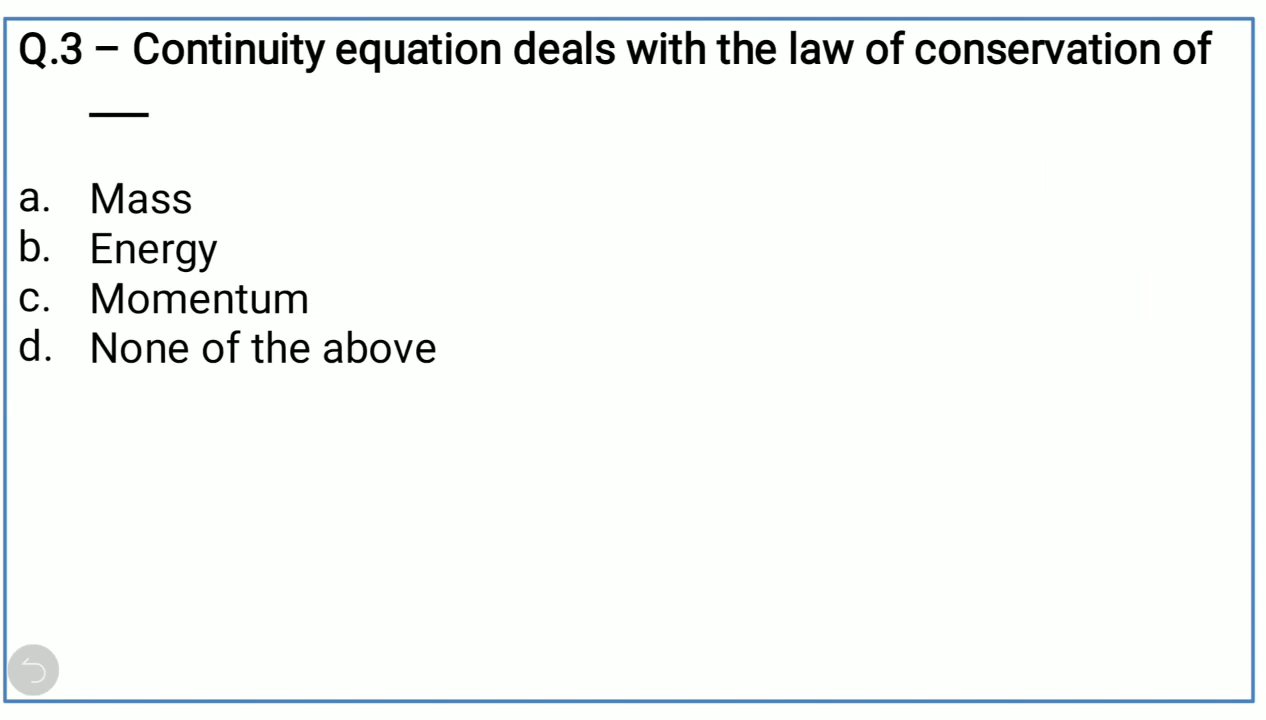 Q.3 – Continuity equation deals with the law of conservation of
___
a. Mass
b. Energy
c. Momentum
d. None of the above